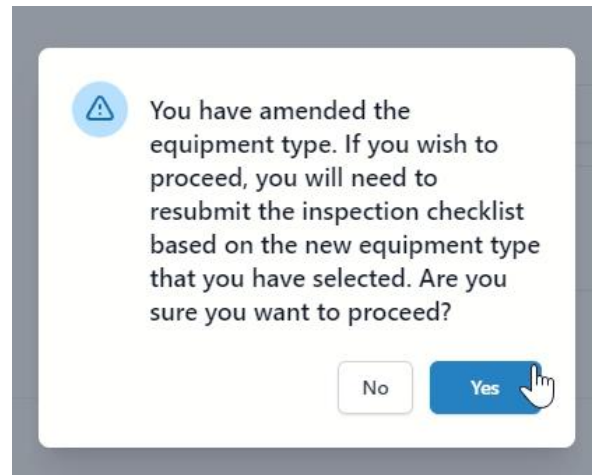 You have amended the
equipment type. If you wish to
proceed, you will need to
resubmit the inspection checklist
based on the new equipment type
that you have selected. Are you
sure you want to proceed?
No
Yes